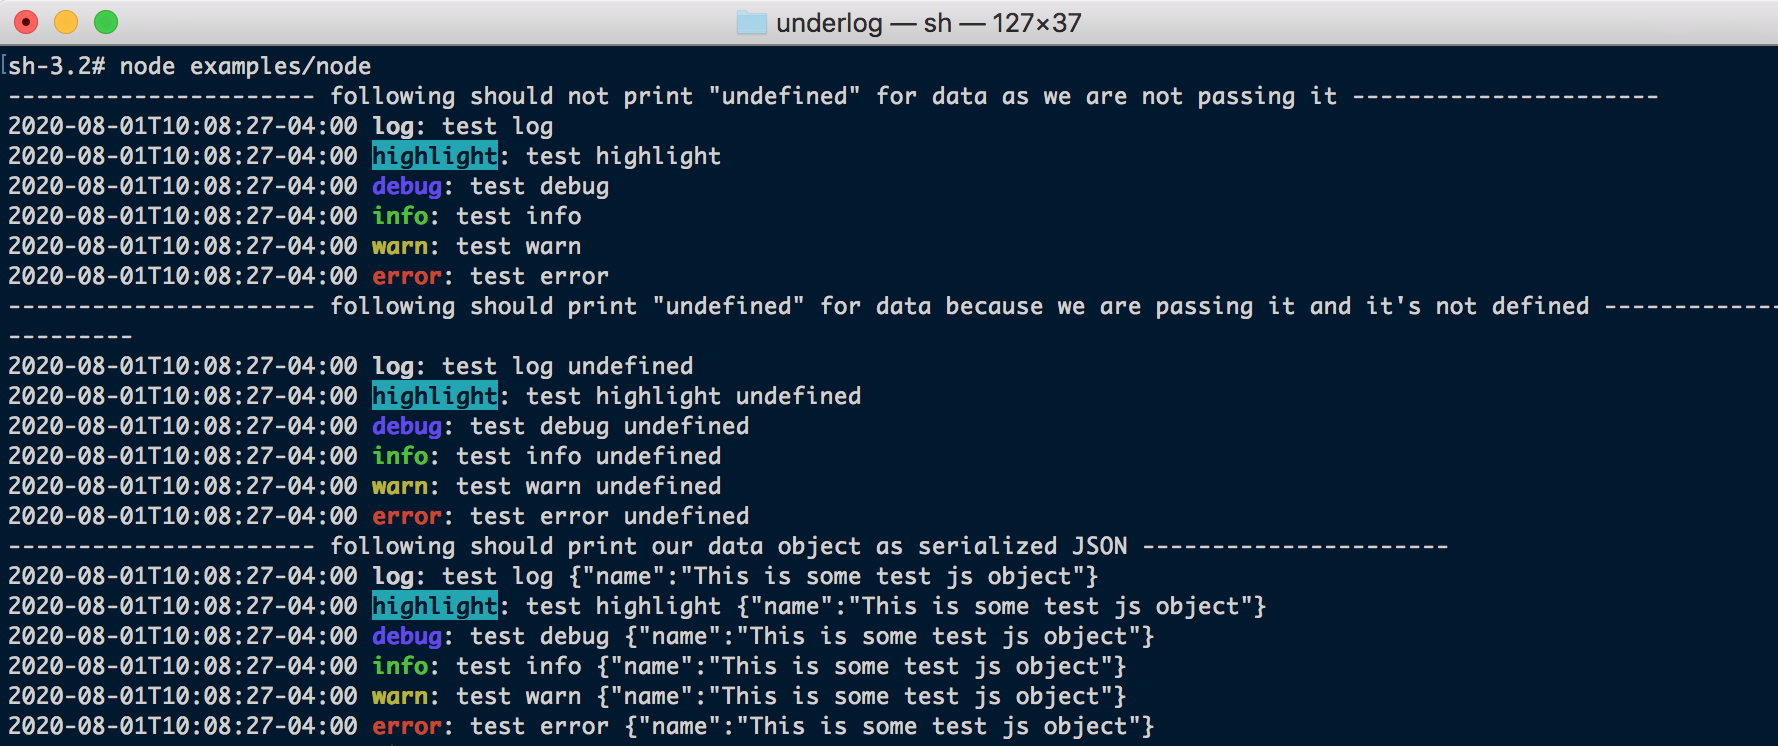 underlog — sh — 127×37
[sh-3.2# node examples/node
---------------------- following should not print "undefined" for data as we are not passing it ----------------------
2020-08-01T10:08:27-04:00 log: test log
2020-08-01T10:08:27-04:00 highlight: test highlight
2020-08-01T10:08:27-04:00 debug: test debug
2020-08-01T10:08:27-04:00 info: test info
2020-08-01T10:08:27-04:00 warn: test warn
2020-08-01T10:08:27-04:00 error: test error
---------------------- following should print "undefined" for data because we are passing it and it's not defined -------------
---------
2020-08-01T10:08:27-04:00 log: test log undefined
2020-08-01T10:08:27-04:00 highlight: test highlight undefined
2020-08-01T10:08:27-04:00 debug: test debug undefined
2020-08-01T10:08:27-04:00 info: test info undefined
2020-08-01T10:08:27-04:00 warn: test warn undefined
2020-08-01T10:08:27-04:00 error: test error undefined
---------------------- following should print our data object as serialized JSON ----------------------
2020-08-01T10:08:27-04:00 log: test log {"name":"This is some test js object"}
2020-08-01T10:08:27-04:00 highlight: test highlight {"name":"This is some test js object"}
2020-08-01T10:08:27-04:00 debug: test debug {"name":"This is some test js object"}
2020-08-01T10:08:27-04:00 info: test info {"name":"This is some test js object"}
2020-08-01T10:08:27-04:00 warn: test warn {"name":"This is some test js object"}
2020-08-01T10:08:27-04:00 error: test error {"name":"This is some test js object"}